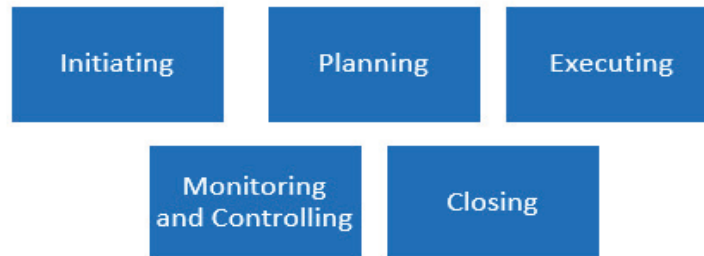 Initiating
Planning
Executing
Monitoring
and Controlling
Closing